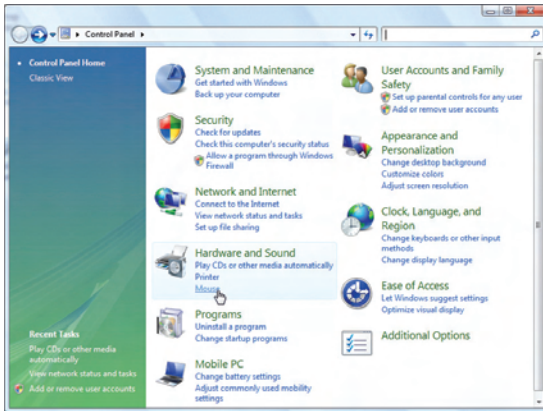 Control Panel
Control Panel Home
Classic View
System and Maintenance
Get started with Windows
Back up your computer
Security
Check for updates
Check this computer's security status
Allow a program through Windows
Firewall
Network and Internet
Connect to the Internet
View network status and tasks
Set up file sharing
Hardware and Sound
Play CDs or other media automatically
Printer
Mouse
Programs
Uninstall a program
Change startup programs
Mobile PC
Change battery settings
Adjust commonly used mobility
settings
User Accounts and Family
Safety
Set up parental controls for any user
Add or remove user accounts
Appearance and
Personalization
Change desktop background
Customize colors
Adjust screen resolution
Clock, Language, and
Region
Change keyboards or other input
methods
Change display language
Ease of Access
Let Windows suggest settings
Optimize visual display
Additional Options
Recent Tasks
Play CDs or other media
automatically
View network status and tasks
Add or remove user accounts